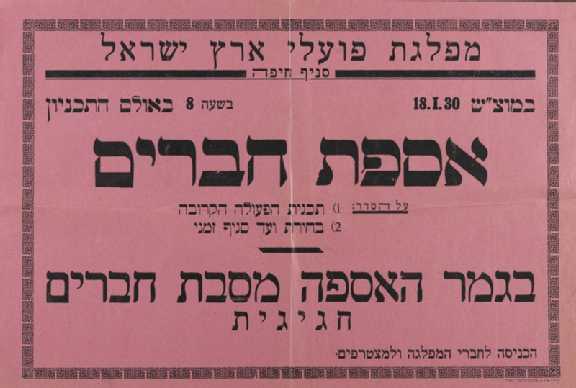 מפלגת פועלי ארץ ישראל
סניף חיפה
במוצ"ש 18.I.30 בשעה 8 באולם התכניון
אספת חברים
על הסדר: 1) תכנית הפעולה הקרובה
2) בחירת ועד סניף זמני
בגמר האספה מסבת חברים
חגיגית
הכניסה לחברי המפלגה ולמצטרפים.